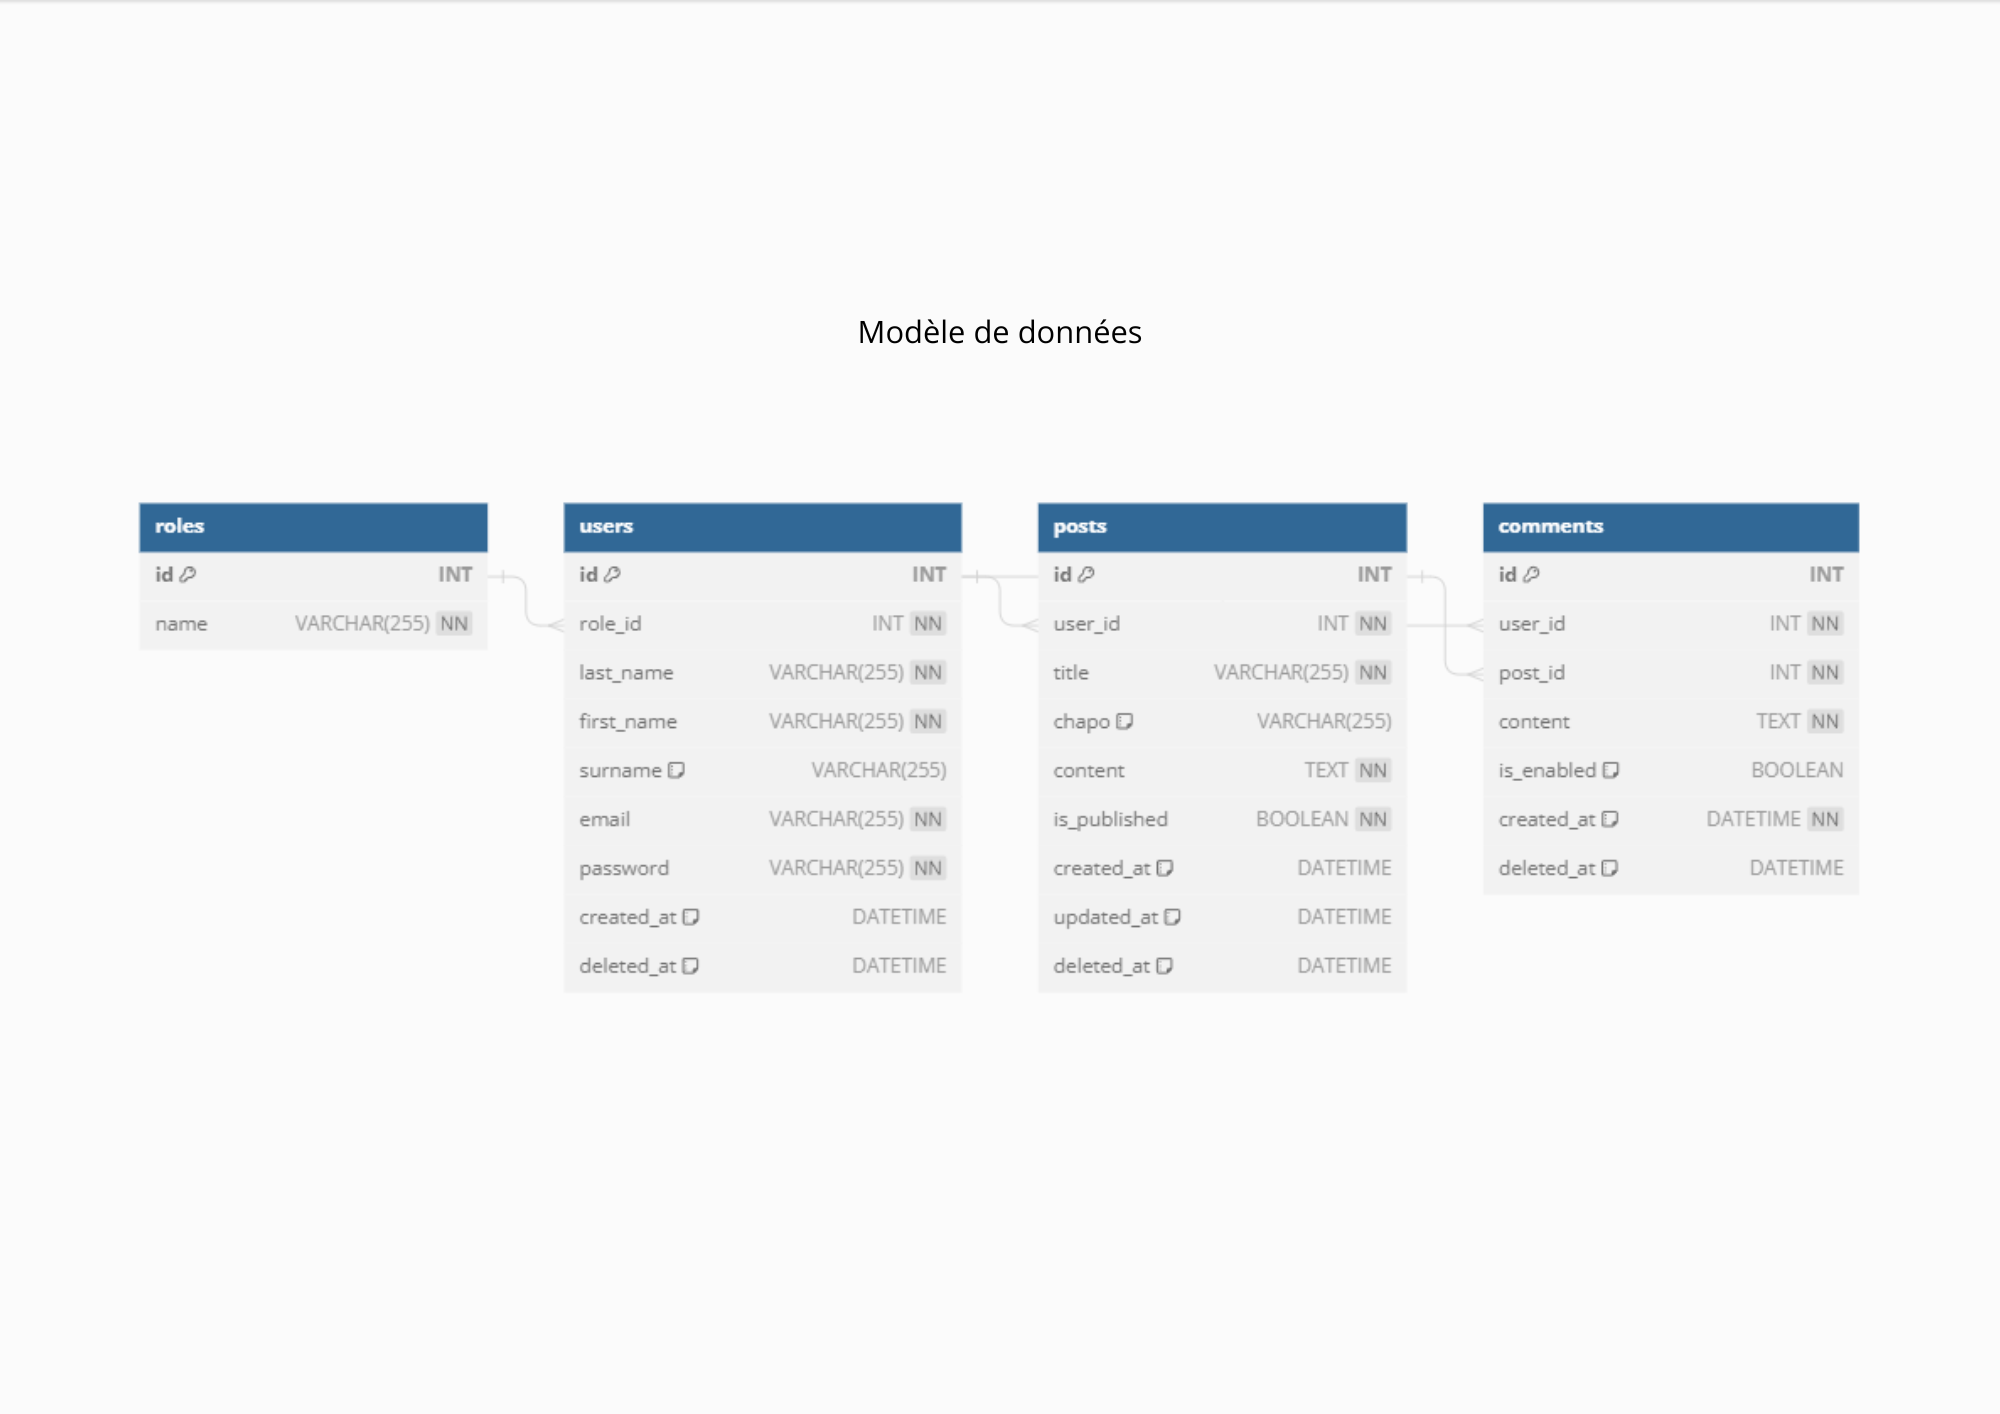 Modèle de données
roles
id INT
name VARCHAR(255) NN
users
id INT
role_id INT NN
last_name VARCHAR(255) NN
first_name VARCHAR(255) NN
surname VARCHAR(255)
email VARCHAR(255) NN
password VARCHAR(255) NN
created_at DATETIME
deleted_at DATETIME
posts
id INT
user_id INT NN
title VARCHAR(255) NN
chapo VARCHAR(255)
content TEXT NN
is_published BOOLEAN NN
created_at DATETIME
updated_at DATETIME
deleted_at DATETIME
comments
id INT
user_id INT NN
post_id INT NN
content TEXT NN
is_enabled BOOLEAN
created_at DATETIME NN
deleted_at DATETIME